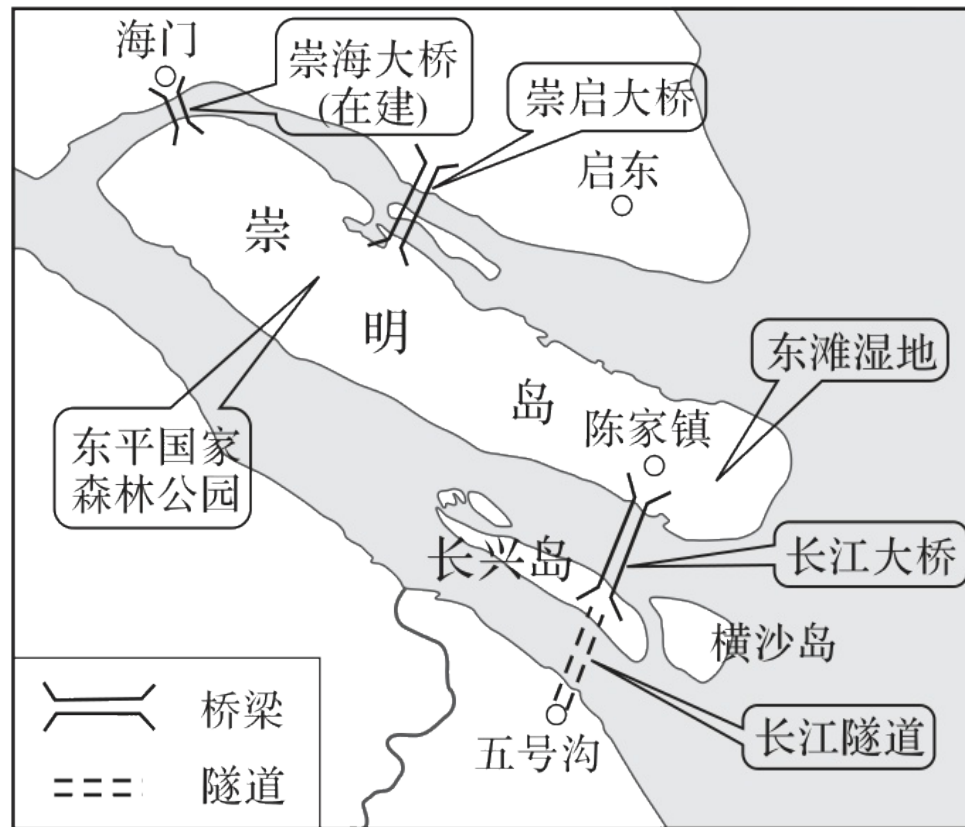 海门
崇海大桥
(在建)
崇启大桥
启东
崇
明
岛
东滩湿地
陈家镇
东平国家
森林公园
长兴岛
长江大桥
横沙岛
桥梁
五号沟
长江隧道
隧道